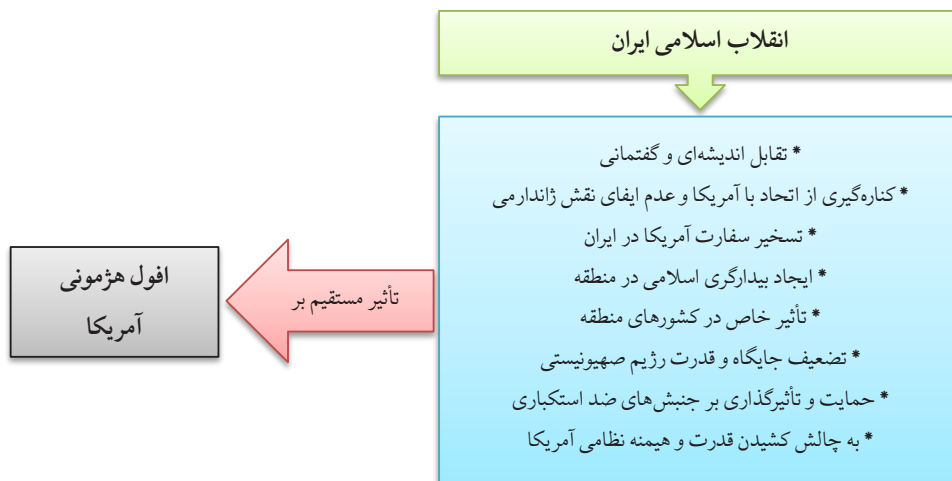 انقلاب اسلامی ایران
* تقابل اندیشه‌ای و گفتمانی
* کناره‌گیری از اتحاد با آمریکا و عدم ایفای نقش ژاندارمی
* تسخیر سفارت آمریکا در ایران
* ایجاد بیدارگری اسلامی در منطقه
* تأثیر خاص در کشورهای منطقه
* تضعیف جایگاه و قدرت رژیم صهیونیستی
* حمایت و تأثیرگذاری بر جنبش‌های ضد استکباری
* به چالش کشیدن قدرت و هیمنه نظامی آمریکا
تأثیر مستقیم بر
افول هژمونی
آمریکا